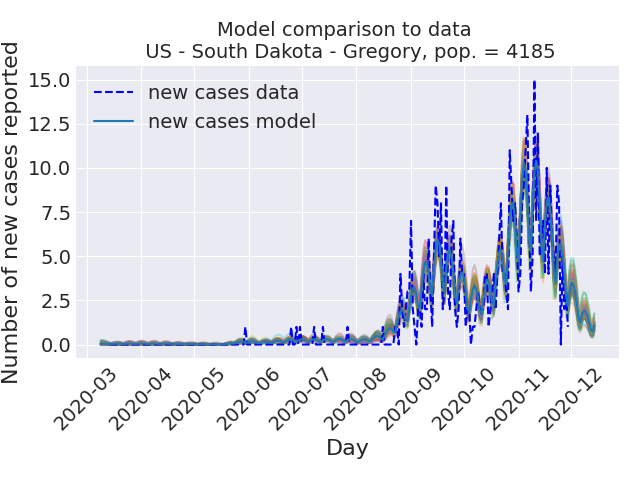 Model comparison to data
US - South Dakota - Gregory, pop. = 4185
Number of new cases reported
15.0
12.5
10.0
7.5
5.0
2.5
0.0
new cases data
new cases model
2020-03
2020-04
2020-05
2020-06
2020-07
2020-08
2020-09
2020-10
2020-11
2020-12
Day